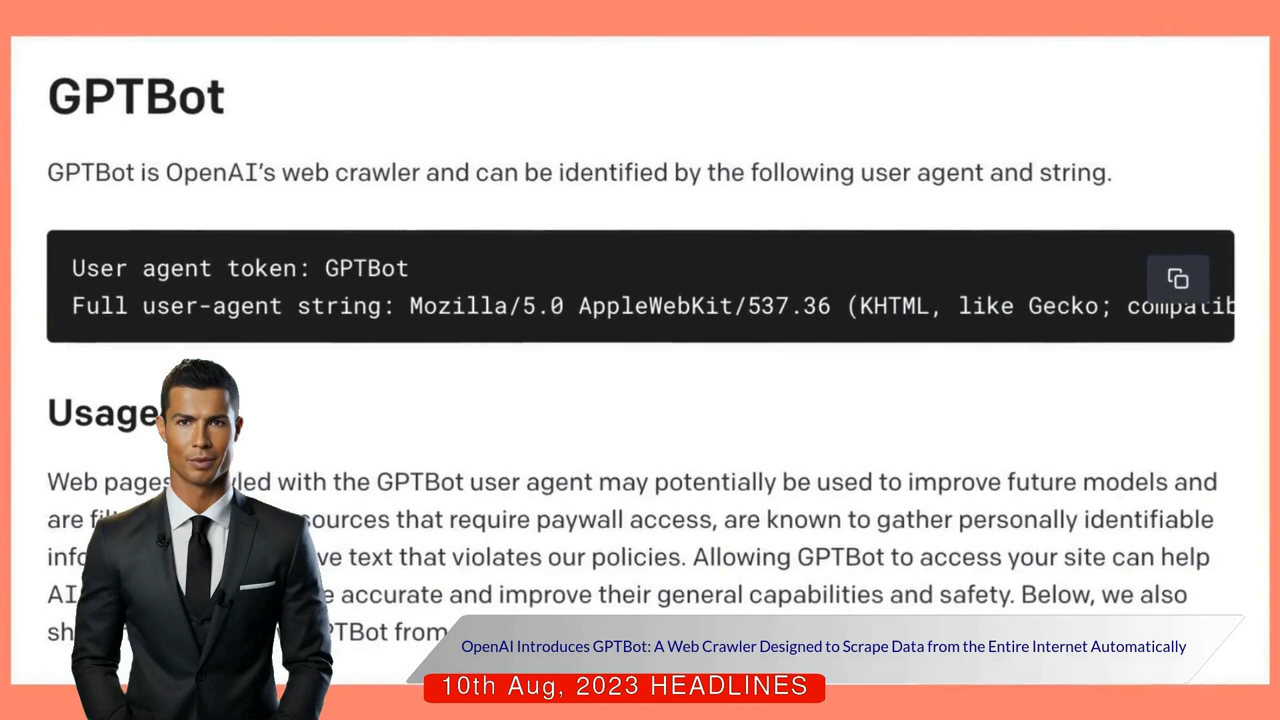 GPTBot
GPTBot is OpenAI's web crawler and can be identified by the following user agent and string.
User agent token: GPTBot
Full user-agent string: Mozilla/5.0 AppleWebKit/537.36 (KHTML, like Gecko; compatib
Usage
Web pages led with the GPTBot user agent may potentially be used to improve future models and
are sources that require paywall access, are known to gather personally identifiable
text that violates our policies. Allowing GPTBot to access your site can help
AI accurate and improve their general capabilities and safety. Below, we also
PTBot from
OpenAI Introduces GPTBot: A Web Crawler Designed to Scrape Data from the Entire Internet Automatically
10th Aug, 2023 HEADLINES